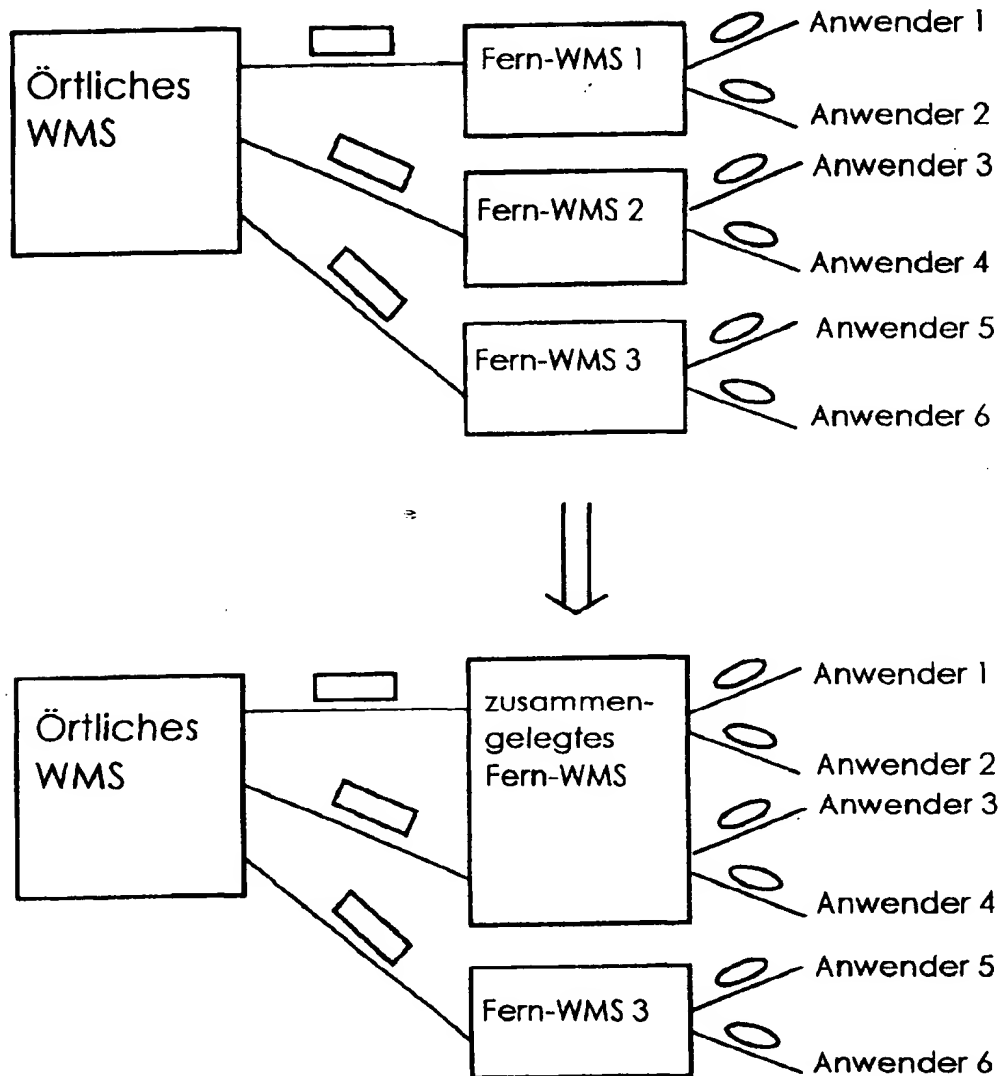 Örtliches
WMS
Fern-WMS 1
Anwender 1
Anwender 2
Fern-WMS 2
Anwender 3
Anwender 4
Fern-WMS 3
Anwender 5
Anwender 6
Örtliches
WMS
zusammen-
gelegtes
Fern-WMS
Anwender 1
Anwender 2
Anwender 3
Anwender 4
Fern-WMS 3
Anwender 5
Anwender 6